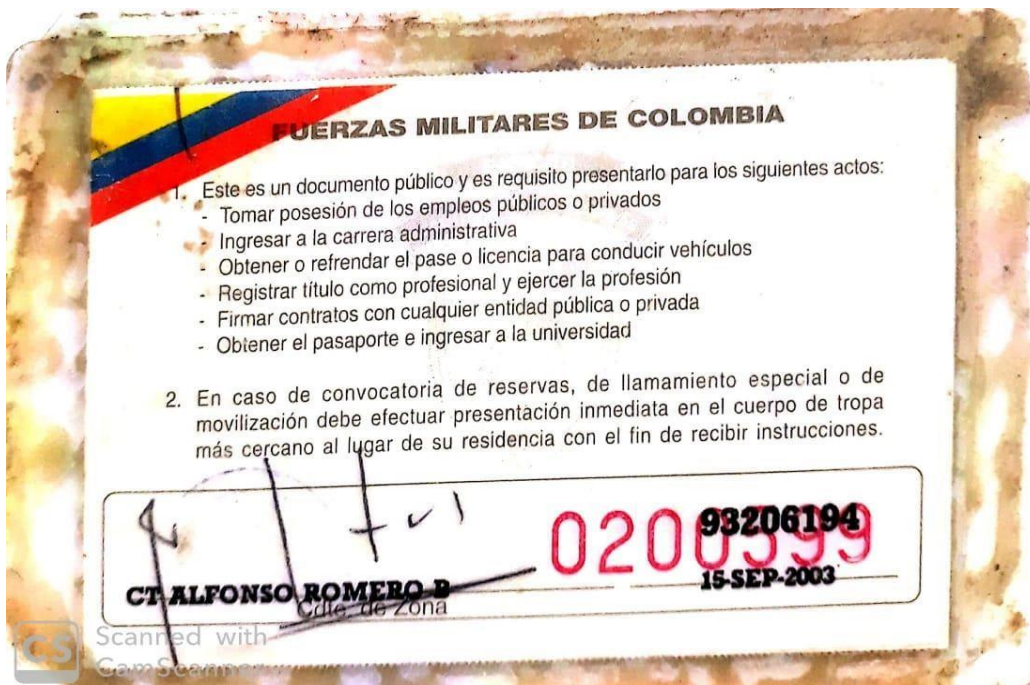 FUERZAS MILITARES DE COLOMBIA
1. Este es un documento público y es requisito presentarlo para los siguientes actos:
- Tomar posesión de los empleos públicos o privados
- Ingresar a la carrera administrativa
- Obtener o refrendar el pase o licencia para conducir vehículos
- Registrar título como profesional y ejercer la profesión
- Firmar contratos con cualquier entidad pública o privada
- Obtener el pasaporte e ingresar a la universidad
2. En caso de convocatoria de reservas, de llamamiento especial o de
movilización debe efectuar presentación inmediata en el cuerpo de tropa
más cercano al lugar de su residencia con el fin de recibir instrucciones.
93206194
0200599
15-SEP-2003
CT ALFONSO ROMERO B
Cdte. de Zona
CS
Scanned with
CamScanner